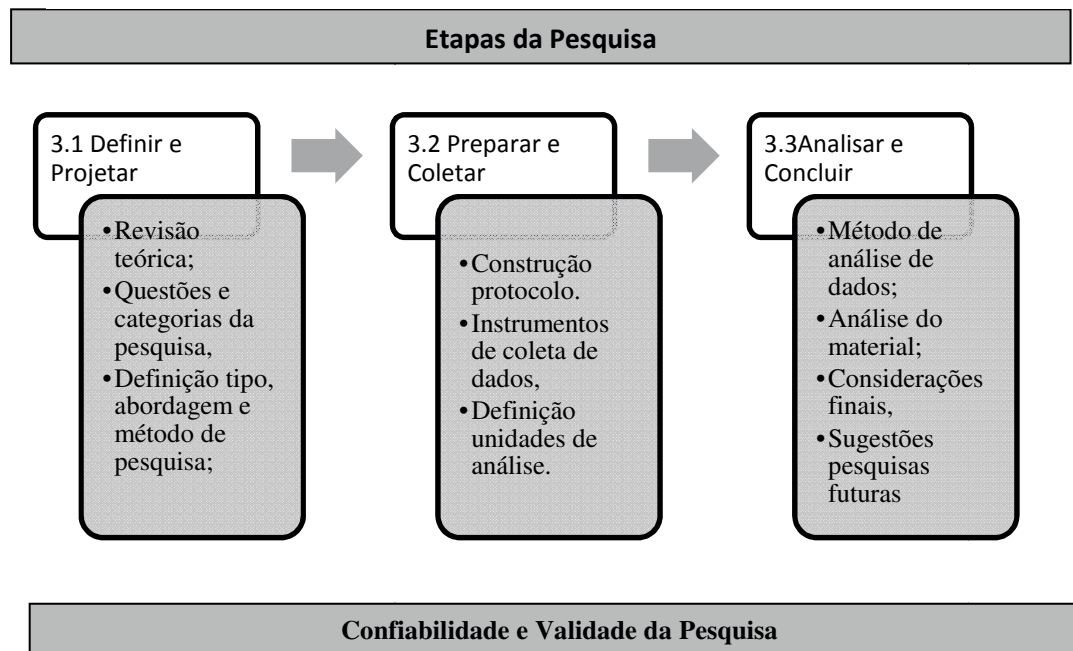 Etapas da Pesquisa
3.1 Definir e
Projetar
•Revisão
teórica;
•Questões e
categorias da
pesquisa,
•Definição tipo,
abordagem e
método de
pesquisa;
3.2 Preparar e
Coletar
•Construção
protocolo.
•Instrumentos
de coleta de
dados,
•Definição
unidades de
análise.
3.3Analisar e
Concluir
•Método de
análise de
dados;
•Análise do
material;
•Considerações
finais,
•Sugestões
pesquisas
futuras
Confiabilidade e Validade da Pesquisa